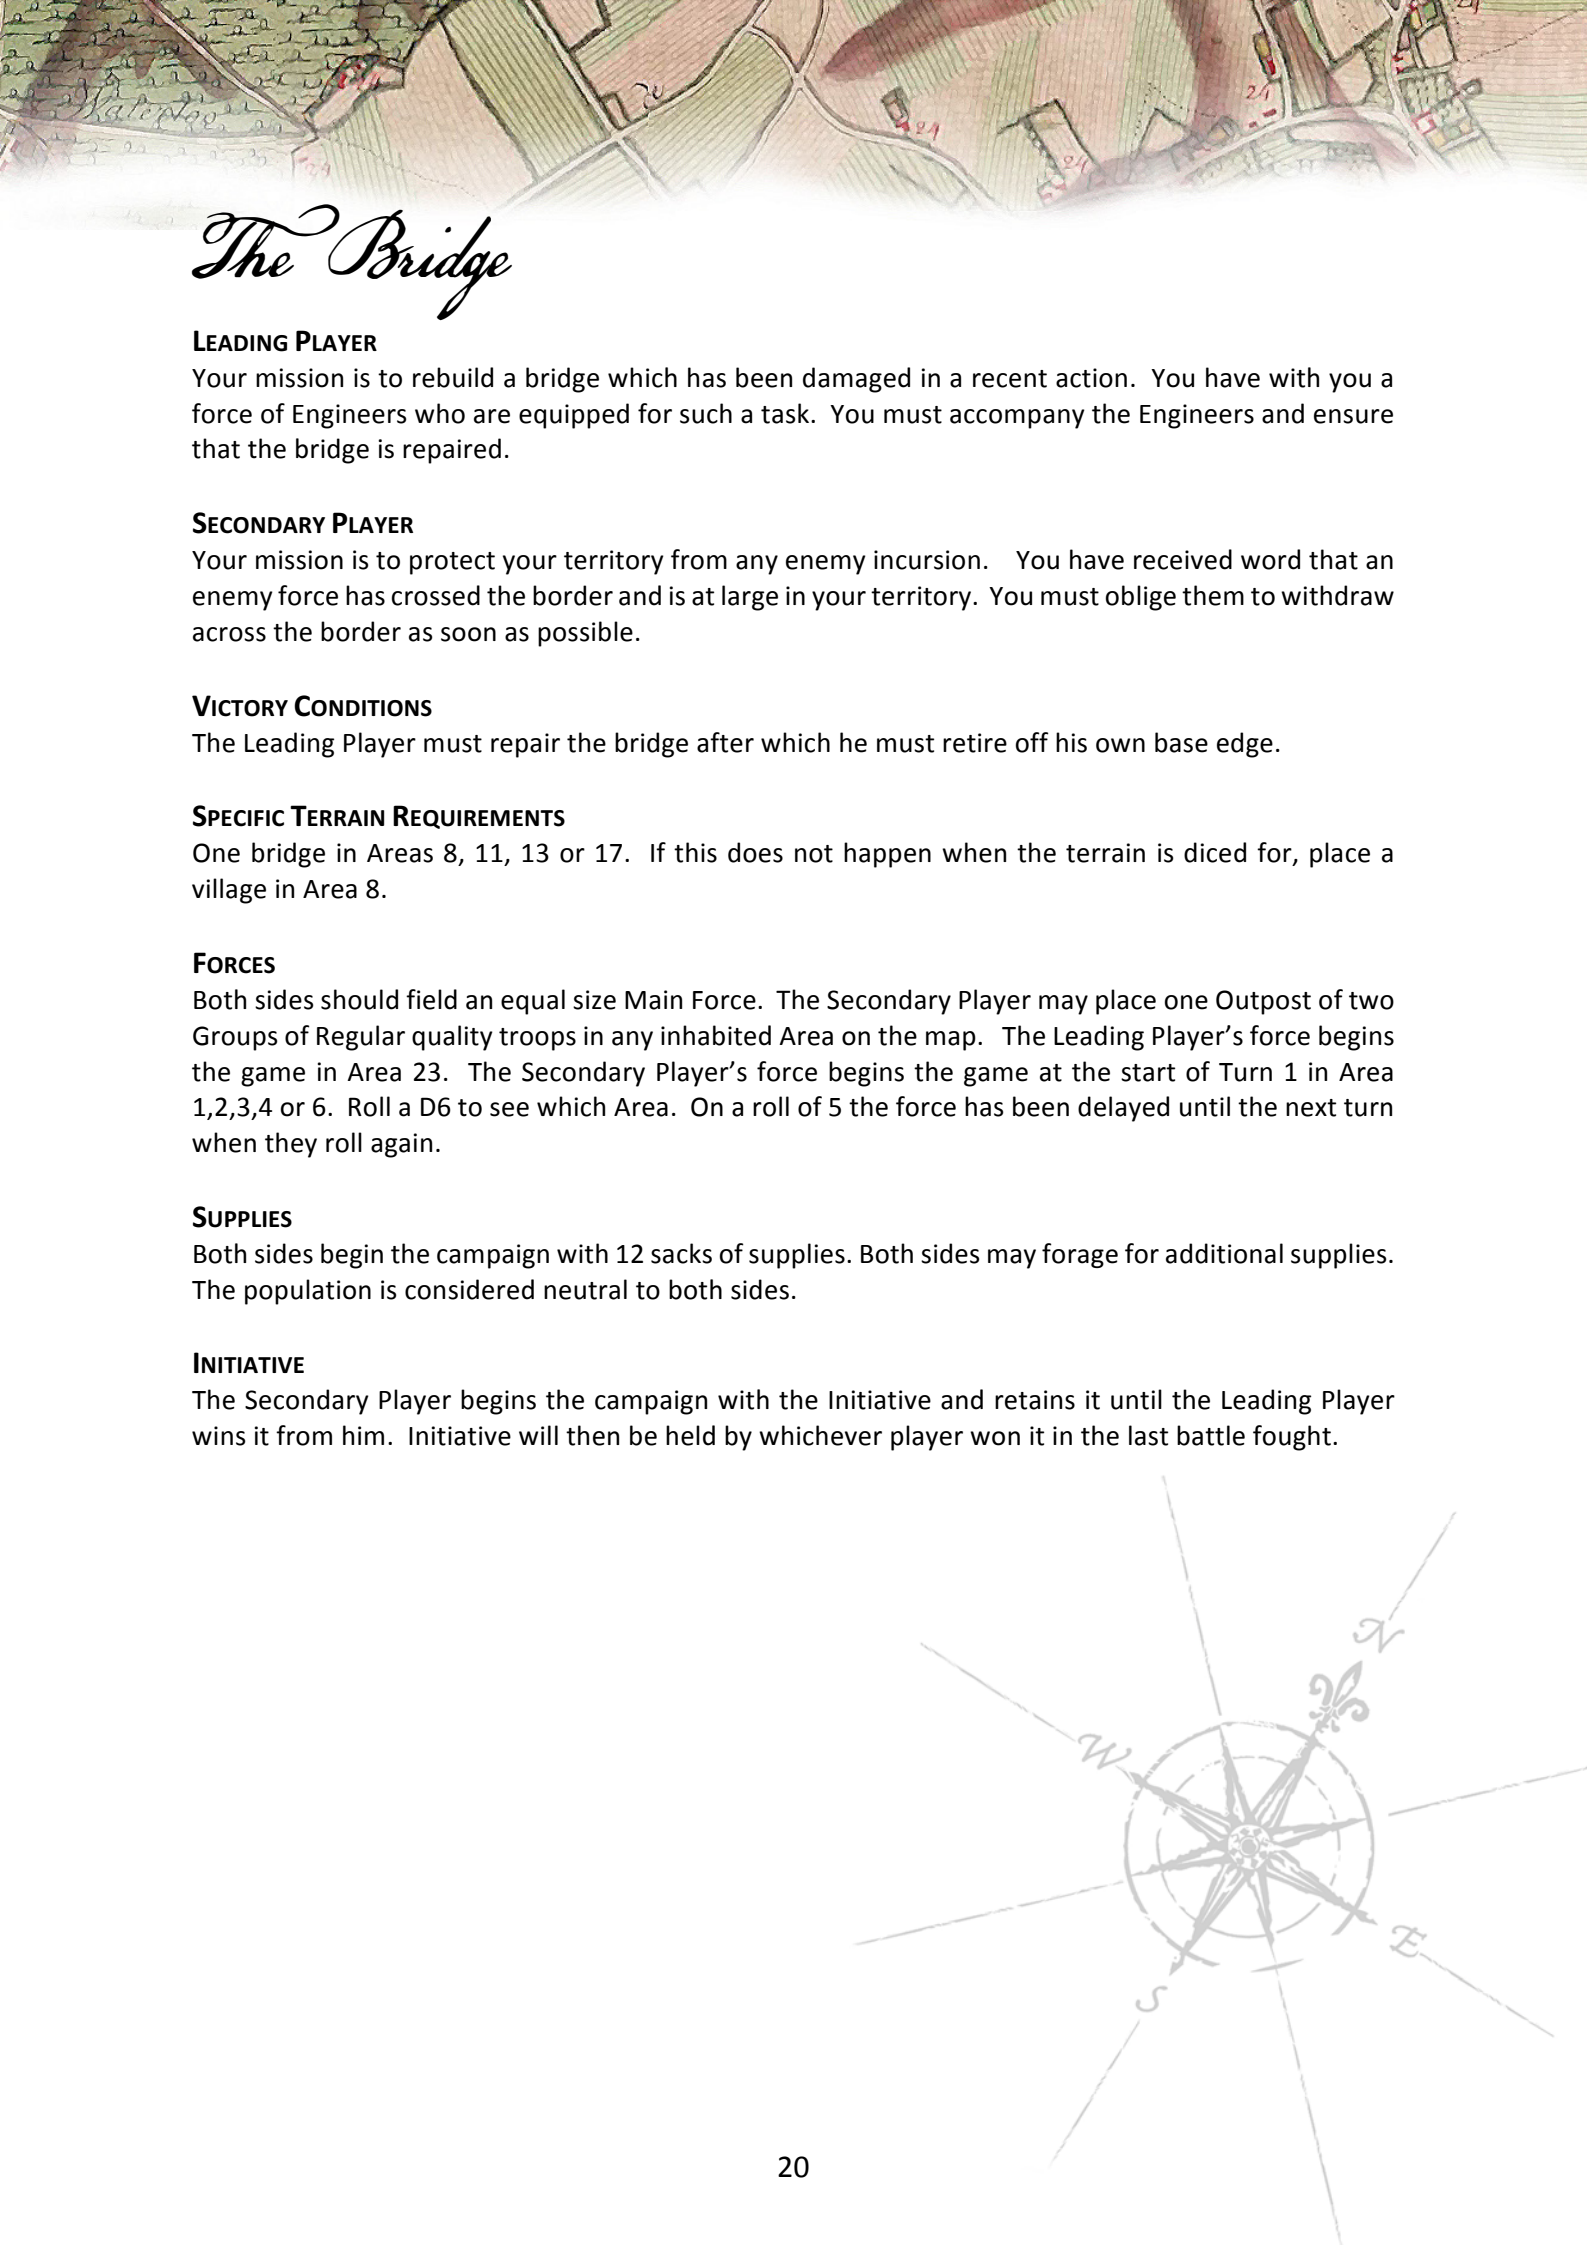 Waterloo
24
24
24
24
The Bridge
LEADING PLAYER
Your mission is to rebuild a bridge which has been damaged in a recent action.  You have with you a
force of Engineers who are equipped for such a task.  You must accompany the Engineers and ensure
that the bridge is repaired.
SECONDARY PLAYER
Your mission is to protect your territory from any enemy incursion.   You have received word that an
enemy force has crossed the border and is at large in your territory.  You must oblige them to withdraw
across the border as soon as possible.
VICTORY CONDITIONS
The Leading Player must repair the bridge after which he must retire off his own base edge.
SPECIFIC TERRAIN REQUIREMENTS
One bridge in Areas 8, 11, 13 or 17.  If this does not happen when the terrain is diced for, place a
village in Area 8.
FORCES
Both sides should field an equal size Main Force.  The Secondary Player may place one Outpost of two
Groups of Regular quality troops in any inhabited Area on the map.   The Leading Player’s force begins
the game in Area 23.  The Secondary Player’s force begins the game at the start of Turn 1 in Area
1,2,3,4 or 6.  Roll a D6 to see which Area.  On a roll of 5 the force has been delayed until the next turn
when they roll again.
SUPPLIES
Both sides begin the campaign with 12 sacks of supplies. Both sides may forage for additional supplies.
The population is considered neutral to both sides.
INITIATIVE
The Secondary Player begins the campaign with the Initiative and retains it until the Leading Player
wins it from him.  Initiative will then be held by whichever player won it in the last battle fought.
N
W
E
S
20